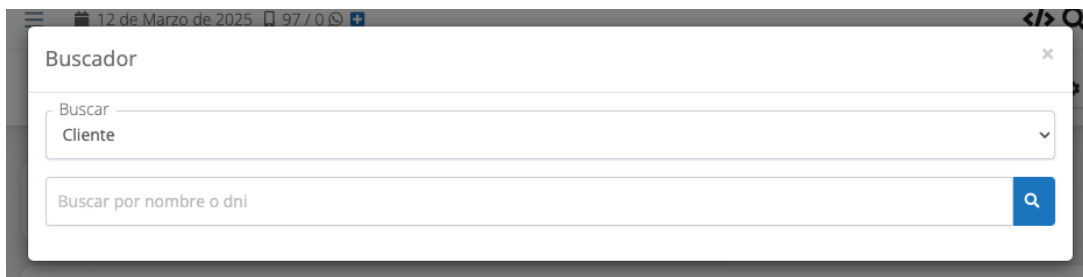 12 de Marzo de 2025 97 / 0
</>
Buscador
×
Buscar
Cliente
Buscar por nombre o dni